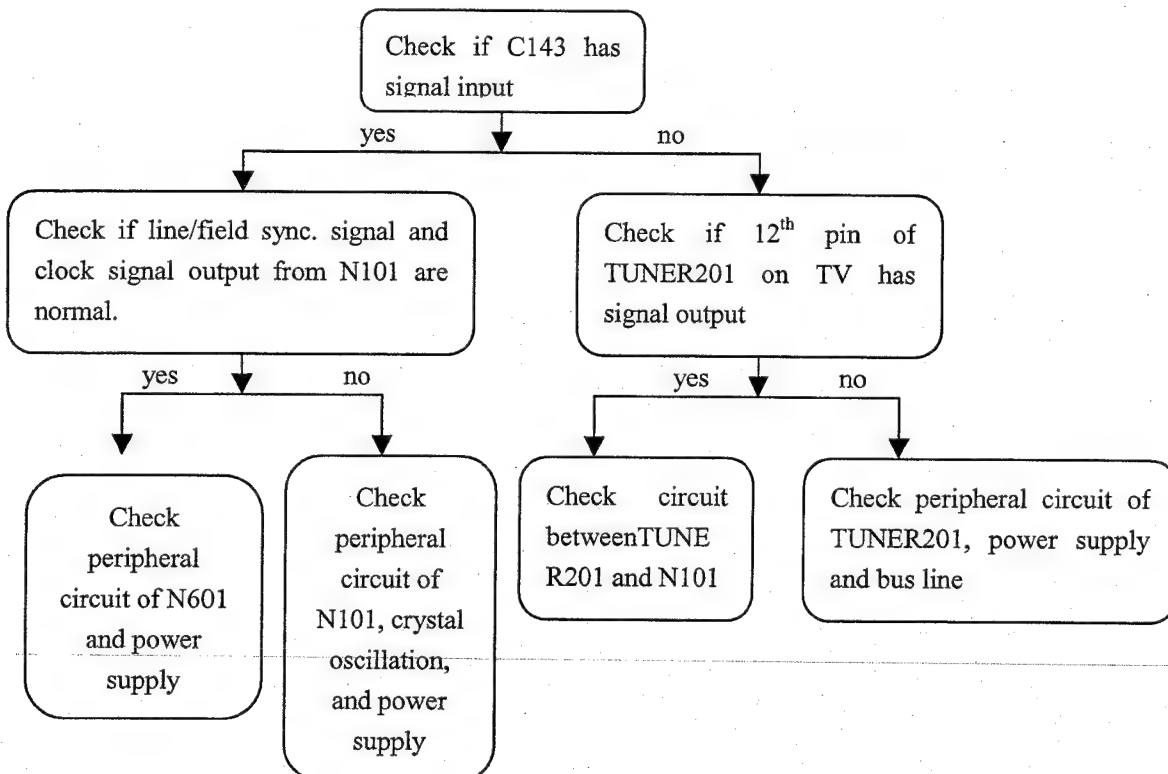 Check if C143 has
signal input
yes
no
Check if line/field sync. signal and
clock signal output from N101 are
normal.
Check if 12th pin of
TUNER201 on TV has
signal output
yes
no
yes
no
Check
peripheral
circuit of N601
and power
supply
Check
peripheral
circuit of
N101, crystal
oscillation,
and power
supply
Check circuit
betweenTUNE
R201 and N101
Check peripheral circuit of
TUNER201, power supply
and bus line